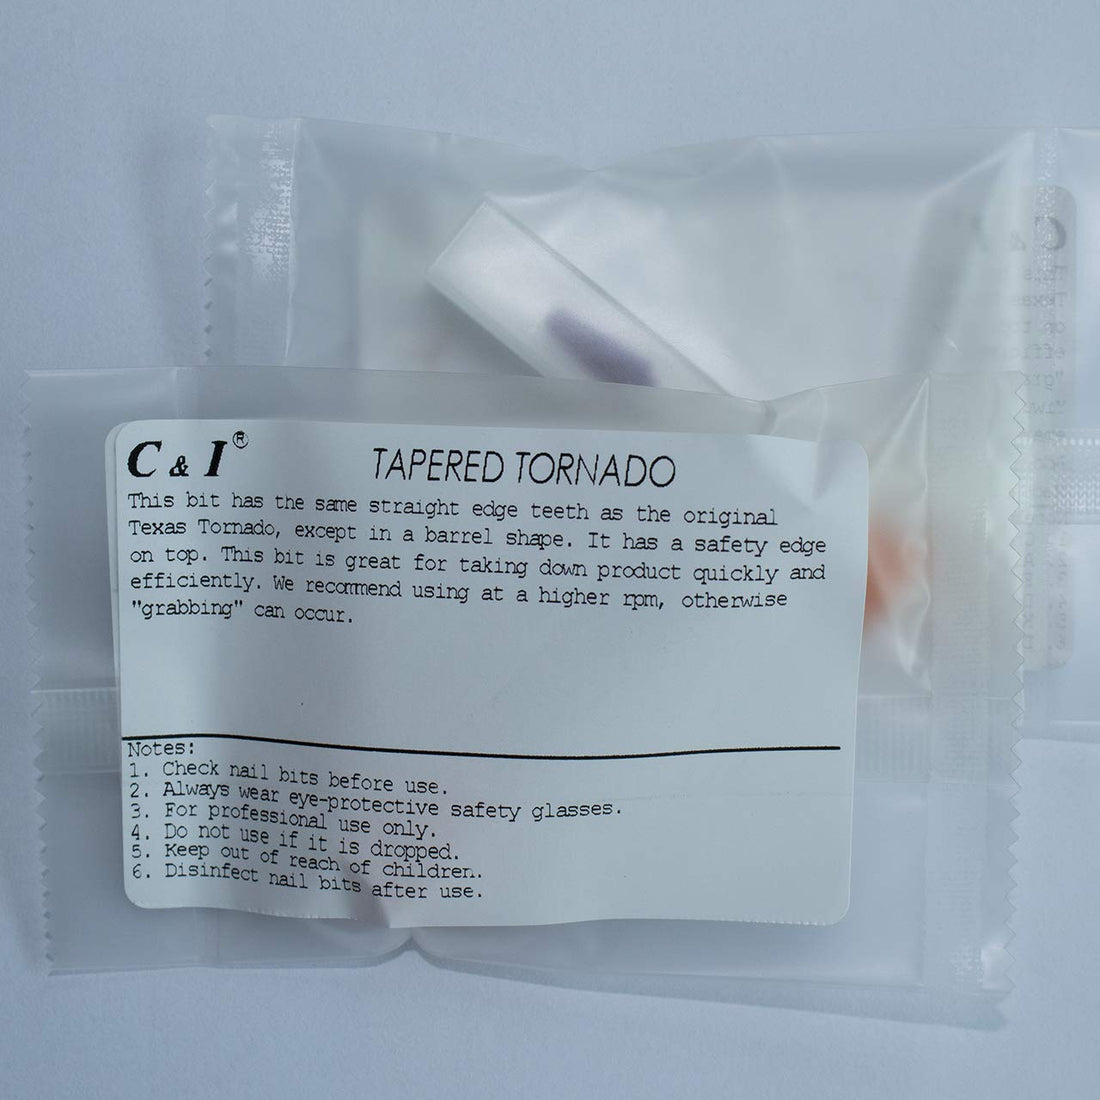 C & I®
TAPERED TORNADO
This bit has the same straight edge teeth as the original
Texas Tornado, except in a barrel shape. It has a safety edge
on top. This bit is great for taking down product quickly and
efficiently. We recommend using at a higher rpm, otherwise
"grabbing" can occur.
Notes:
1. Check nail bits before use.
2. Always wear eye-protective safety glasses.
3. For professional use only.
4. Do not use if it is dropped.
5. Keep out of reach of children.
6. Disinfect nail bits after use.
C & I